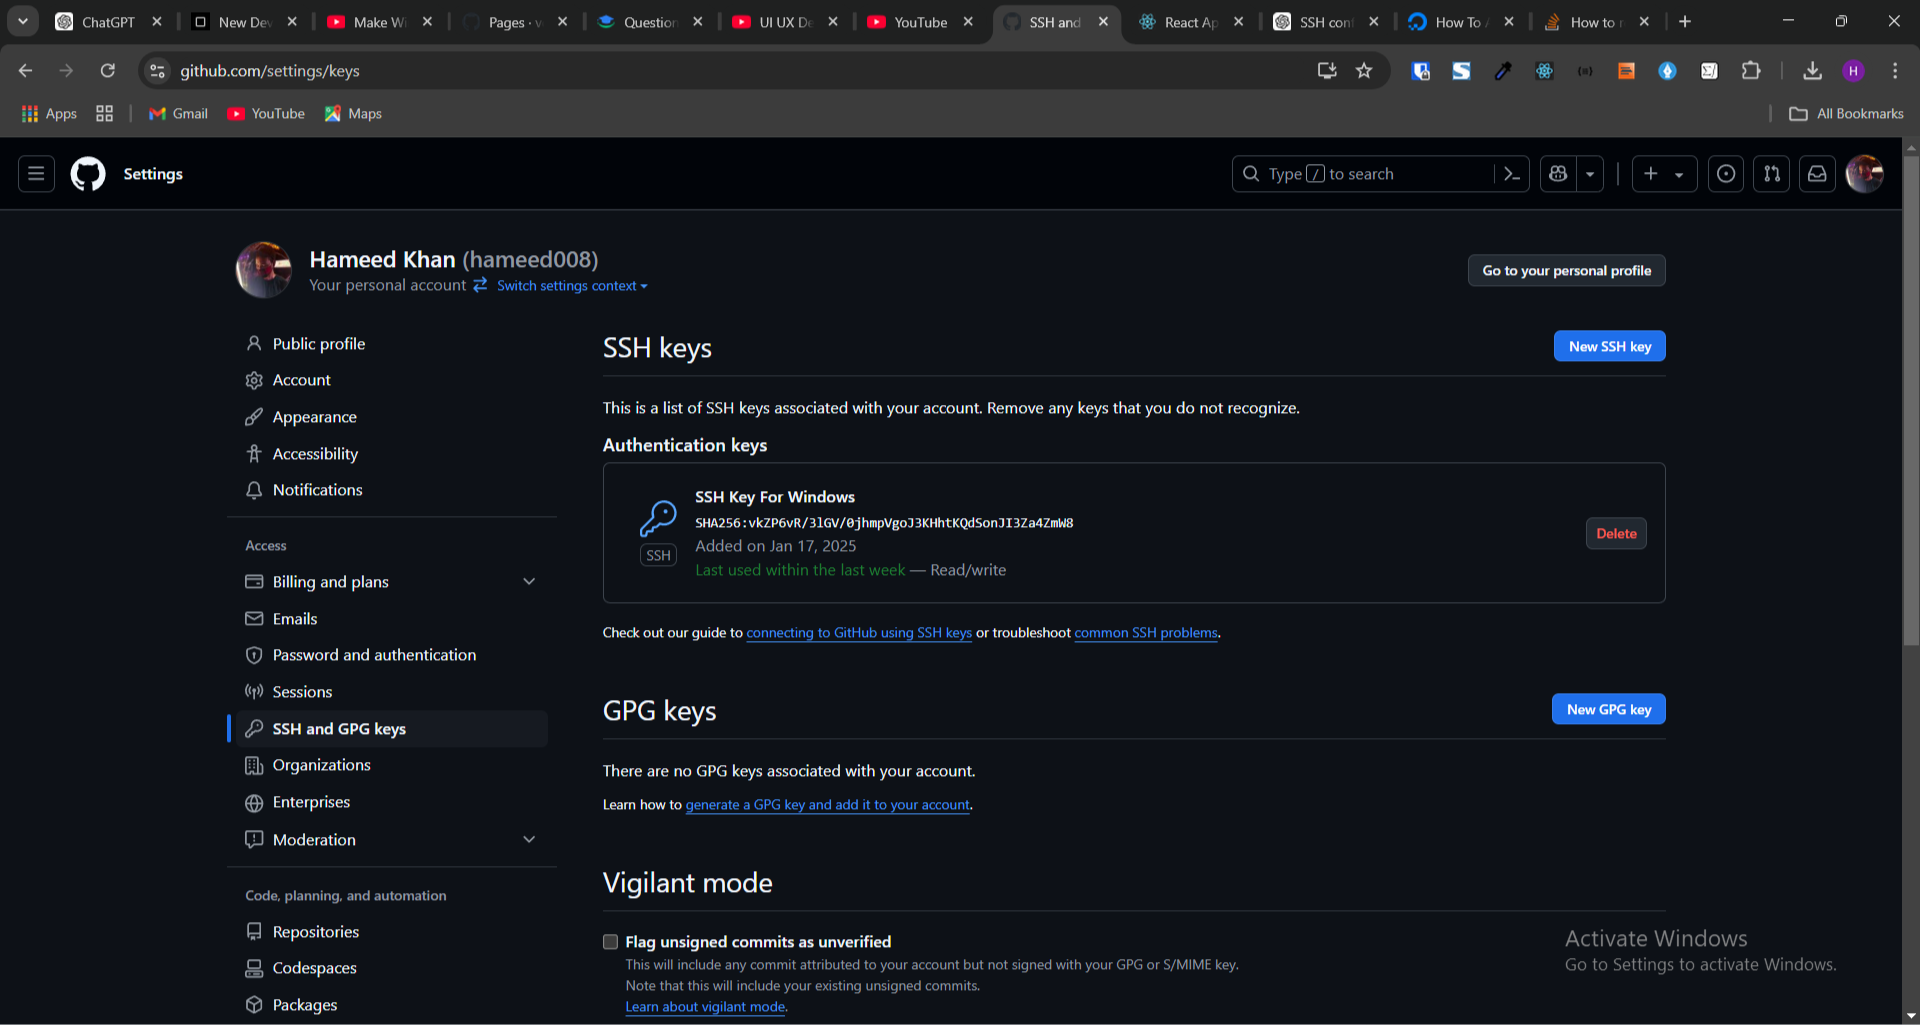 ChatGPT
New Dev
Make Wi
Pages · v
Question
UI UX De
YouTube
SSH and
React Ap
SSH con
How To
How to
github.com/settings/keys
H
Apps
Gmail
YouTube
Maps
All Bookmarks
Settings
Type / to search
Hameed Khan (hameed008)
Your personal account Switch settings context
Go to your personal profile
Public profile
Account
Appearance
Accessibility
Notifications
Access
Billing and plans
Emails
Password and authentication
Sessions
SSH and GPG keys
Organizations
Enterprises
Moderation
Code, planning, and automation
Repositories
Codespaces
Packages
SSH keys
New SSH key
This is a list of SSH keys associated with your account. Remove any keys that you do not recognize.
Authentication keys
SSH Key For Windows
SHA256:vkZP6vR/3lGV/0jhmpVgoJ3KHhtKQdSonJI3Za4ZmW8
Added on Jan 17, 2025
Last used within the last week — Read/write
SSH
Delete
Check out our guide to connecting to GitHub using SSH keys or troubleshoot common SSH problems.
GPG keys
New GPG key
There are no GPG keys associated with your account.
Learn how to generate a GPG key and add it to your account.
Vigilant mode
Flag unsigned commits as unverified
This will include any commit attributed to your account but not signed with your GPG or S/MIME key.
Note that this will include your existing unsigned commits.
Learn about vigilant mode.
Activate Windows
Go to Settings to activate Windows.